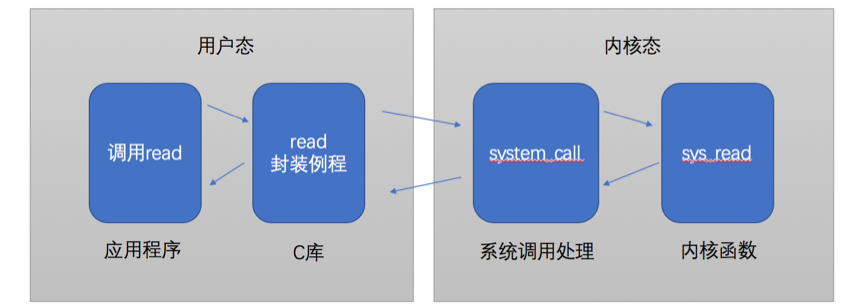 用户态
内核态
调用read
read
封装例程
system_call
sys_read
应用程序
C库
系统调用处理
内核函数